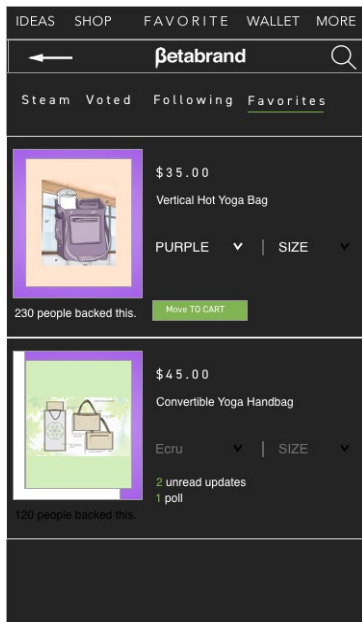 IDEAS SHOP FAVORITE WALLET MORE
βetabrand
Steam Voted Following Favorites
$35.00
Vertical Hot Yoga Bag
PURPLE | SIZE
230 people backed this.
Move TO CART
$45.00
Convertible Yoga Handbag
Ecru | SIZE
2 unread updates
1 poll
120 people backed this.